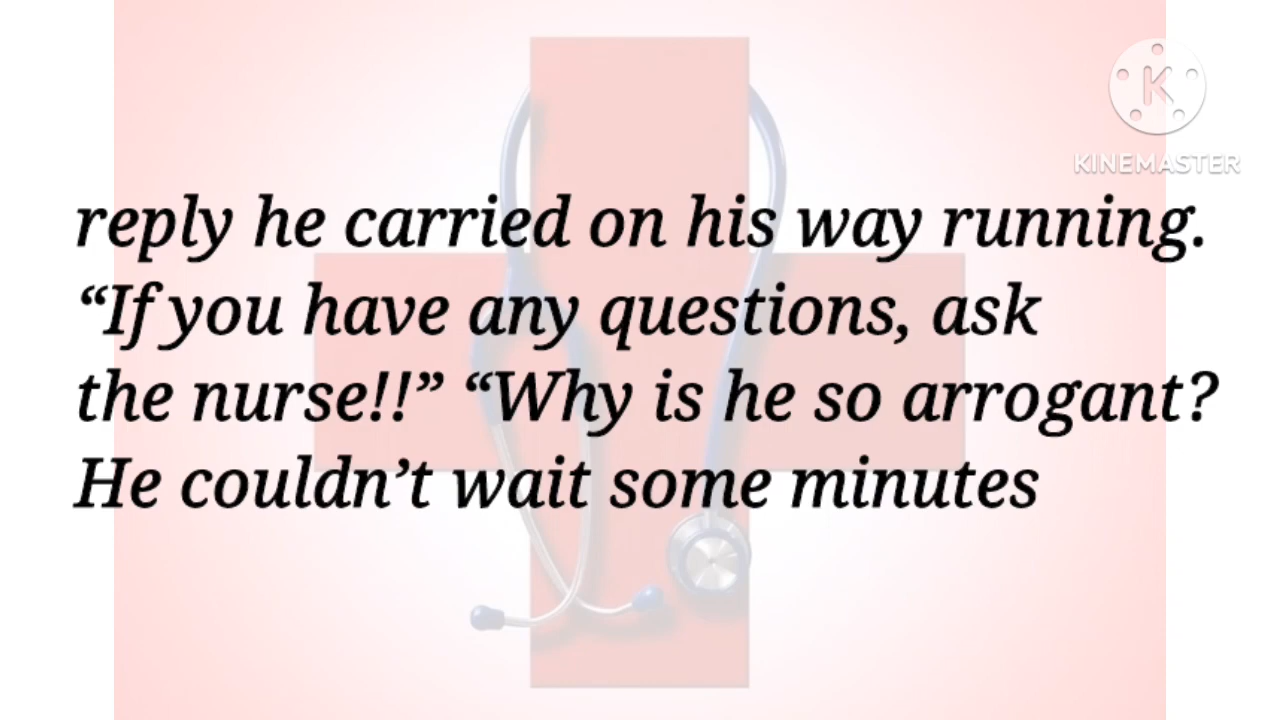 KINEMASTER
reply he carried on his way running.
“If you have any questions, ask
the nurse!!” “Why is he so arrogant?
He couldn’t wait some minutes